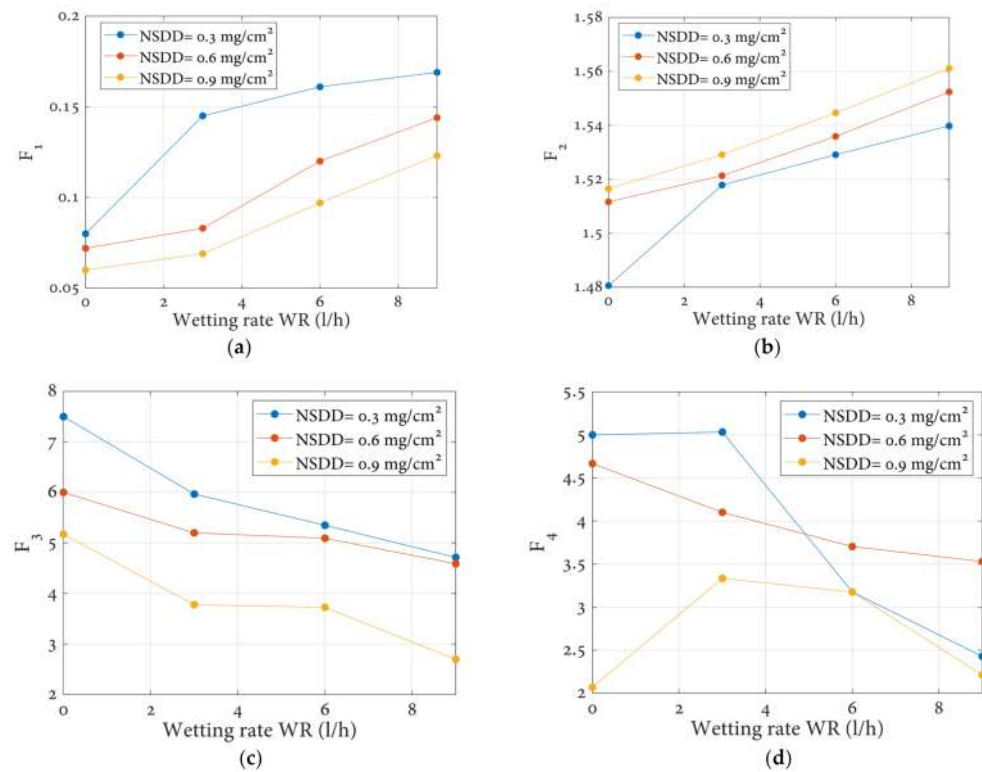 0.2
0.15
0.1
0.05
F₁
NSDD= 0.3 mg/cm²
NSDD= 0.6 mg/cm²
NSDD= 0.9 mg/cm²
0 2 4 6 8
Wetting rate WR (l/h)
(a)
1.58
1.56
1.54
1.52
1.5
1.48
F₂
NSDD= 0.3 mg/cm²
NSDD= 0.6 mg/cm²
NSDD= 0.9 mg/cm²
0 2 4 6 8
Wetting rate WR (l/h)
(b)
8
7
6
5
4
3
2
F₃
NSDD= 0.3 mg/cm²
NSDD= 0.6 mg/cm²
NSDD= 0.9 mg/cm²
0 2 4 6 8
Wetting rate WR (l/h)
(c)
5.5
5
4.5
4
3.5
3
2.5
2
F₄
NSDD= 0.3 mg/cm²
NSDD= 0.6 mg/cm²
NSDD= 0.9 mg/cm²
0 2 4 6 8
Wetting rate WR (l/h)
(d)